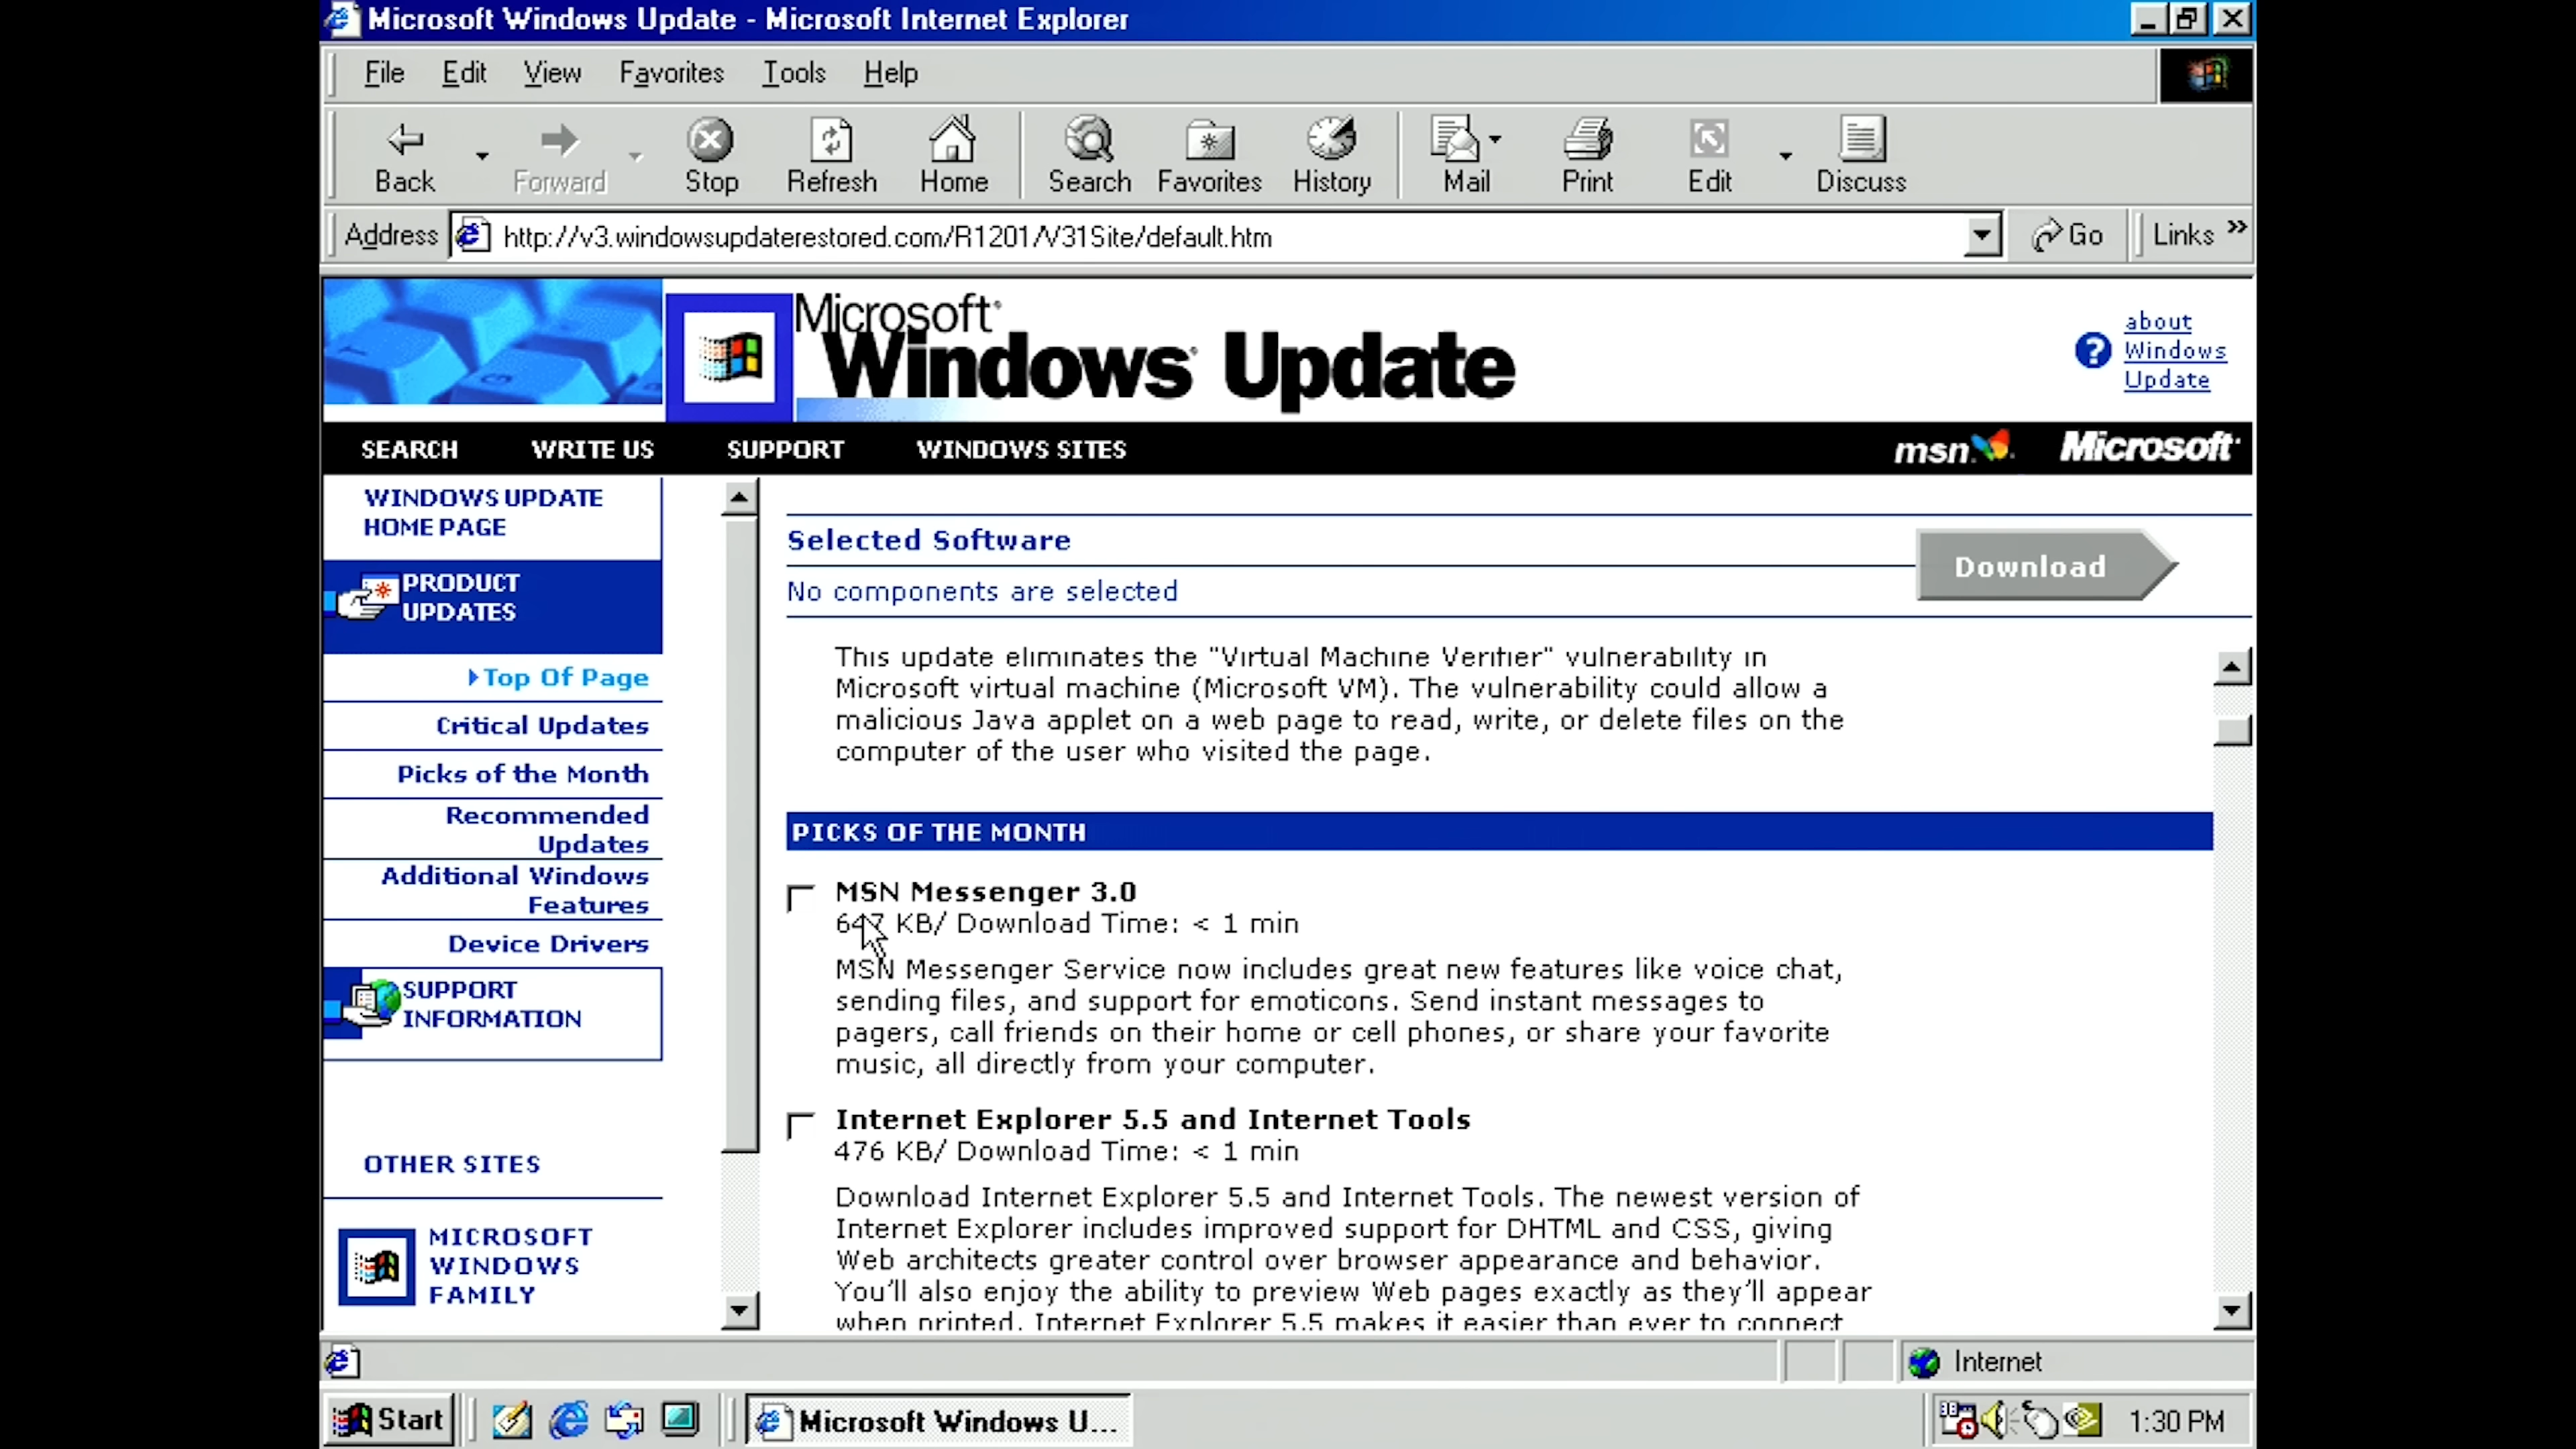 Microsoft Windows Update - Microsoft Internet Explorer
File Edit View Favorites Tools Help
Back Forward Stop Refresh Home Search Favorites History Mail Print Edit Discuss
Address http://v3.windowsupdaterestored.com/R1201/V31Site/default.htm Go Links »
Microsoft
Windows Update
about
Windows
Update
SEARCH WRITE US SUPPORT WINDOWS SITES msn Microsoft
WINDOWS UPDATE
HOME PAGE
PRODUCT
UPDATES
Top Of Page
Critical Updates
Picks of the Month
Recommended
Updates
Additional Windows
Features
Device Drivers
SUPPORT
INFORMATION
OTHER SITES
MICROSOFT
WINDOWS
FAMILY
Selected Software
No components are selected
Download
This update eliminates the "Virtual Machine Verifier" vulnerability in
Microsoft virtual machine (Microsoft VM). The vulnerability could allow a
malicious Java applet on a web page to read, write, or delete files on the
computer of the user who visited the page.
PICKS OF THE MONTH
MSN Messenger 3.0
647 KB/ Download Time: < 1 min
MSN Messenger Service now includes great new features like voice chat,
sending files, and support for emoticons. Send instant messages to
pagers, call friends on their home or cell phones, or share your favorite
music, all directly from your computer.
Internet Explorer 5.5 and Internet Tools
476 KB/ Download Time: < 1 min
Download Internet Explorer 5.5 and Internet Tools. The newest version of
Internet Explorer includes improved support for DHTML and CSS, giving
Web architects greater control over browser appearance and behavior.
You'll also enjoy the ability to preview Web pages exactly as they'll appear
when printed. Internet Explorer 5.5 makes it easier than ever to connect
Internet
Start Microsoft Windows U... 1:30 PM